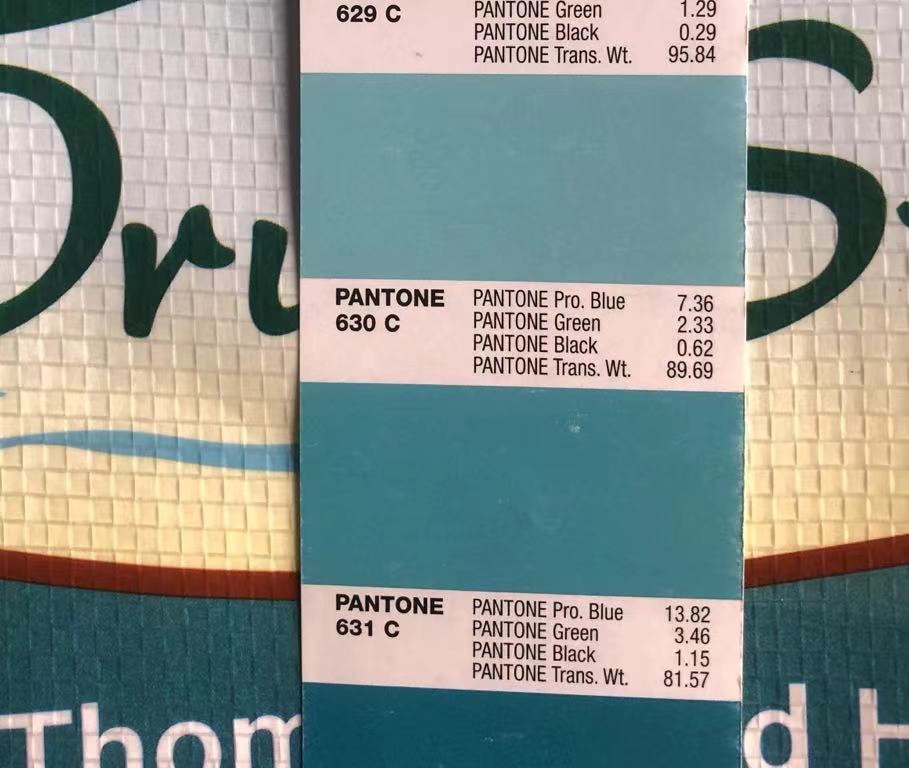 629 C
PANTONE Green 1.29
PANTONE Black 0.29
PANTONE Trans. Wt. 95.84
Dru
S
PANTONE
630 C
PANTONE Pro. Blue 7.36
PANTONE Green 2.33
PANTONE Black 0.62
PANTONE Trans. Wt. 89.69
PANTONE
631 C
PANTONE Pro. Blue 13.82
PANTONE Green 3.46
PANTONE Black 1.15
PANTONE Trans. Wt. 81.57
Thom
d H